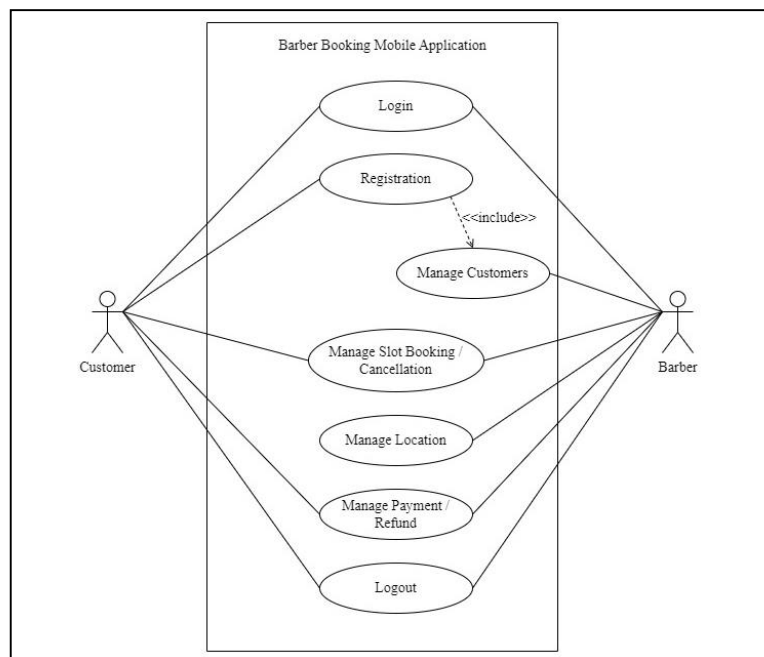 Barber Booking Mobile Application
Login
Registration
<<include>>
Manage Customers
Manage Slot Booking /
Cancellation
Customer
Barber
Manage Location
Manage Payment /
Refund
Logout